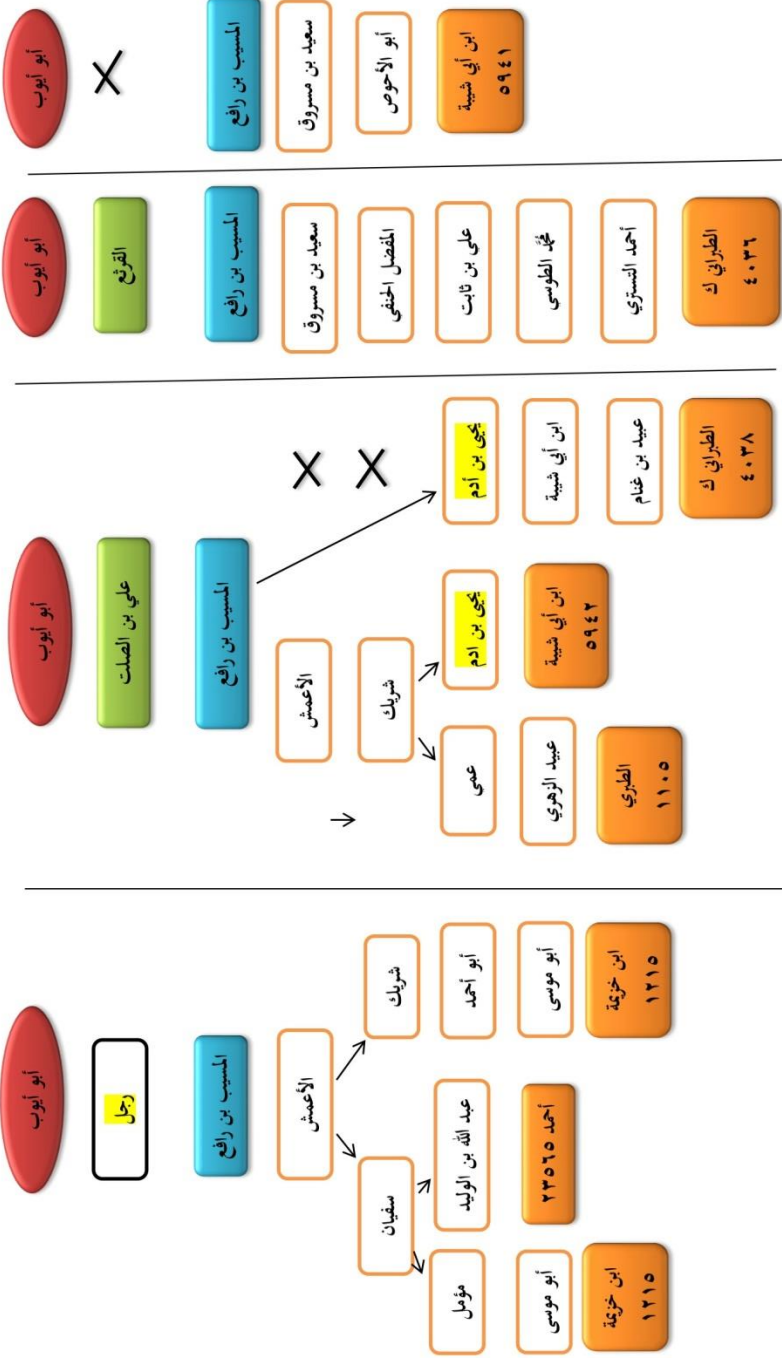 أبو أيوب
المسيب بن رافع
سعيد بن مسروق
أبو الأحوص
ابن أبي شيبة
٥٩٤١
أبو أيوب
القرثع
المسيب بن رافع
سعيد بن مسروق
المفضل الحنفي
علي بن ثابت
محمد الطوسي
أحمد التستري
الطبراني ك
٤٠٣٦
أبو أيوب
علي بن الصلت
المسيب بن رافع
يحيى بن أدم
ابن أبي شيبة
عبيد بن غنام
الطبراني ك
٤٠٣٨
الأعمش
شريك
يحيى بن ادم
ابن أبي شيبة
٥٩٤٢
عمي
عبيد الزهري
الطبري
١١٠٥
أبو أيوب
رجل
المسيب بن رافع
الأعمش
شريك
أبو أحمد
أبو موسى
ابن خزيمة
١٢١٥
سفيان
عبد الله بن الوليد
أحمد ٢٣٥٦٥
مؤمل
أبو موسى
ابن خزيمة
١٢١٥